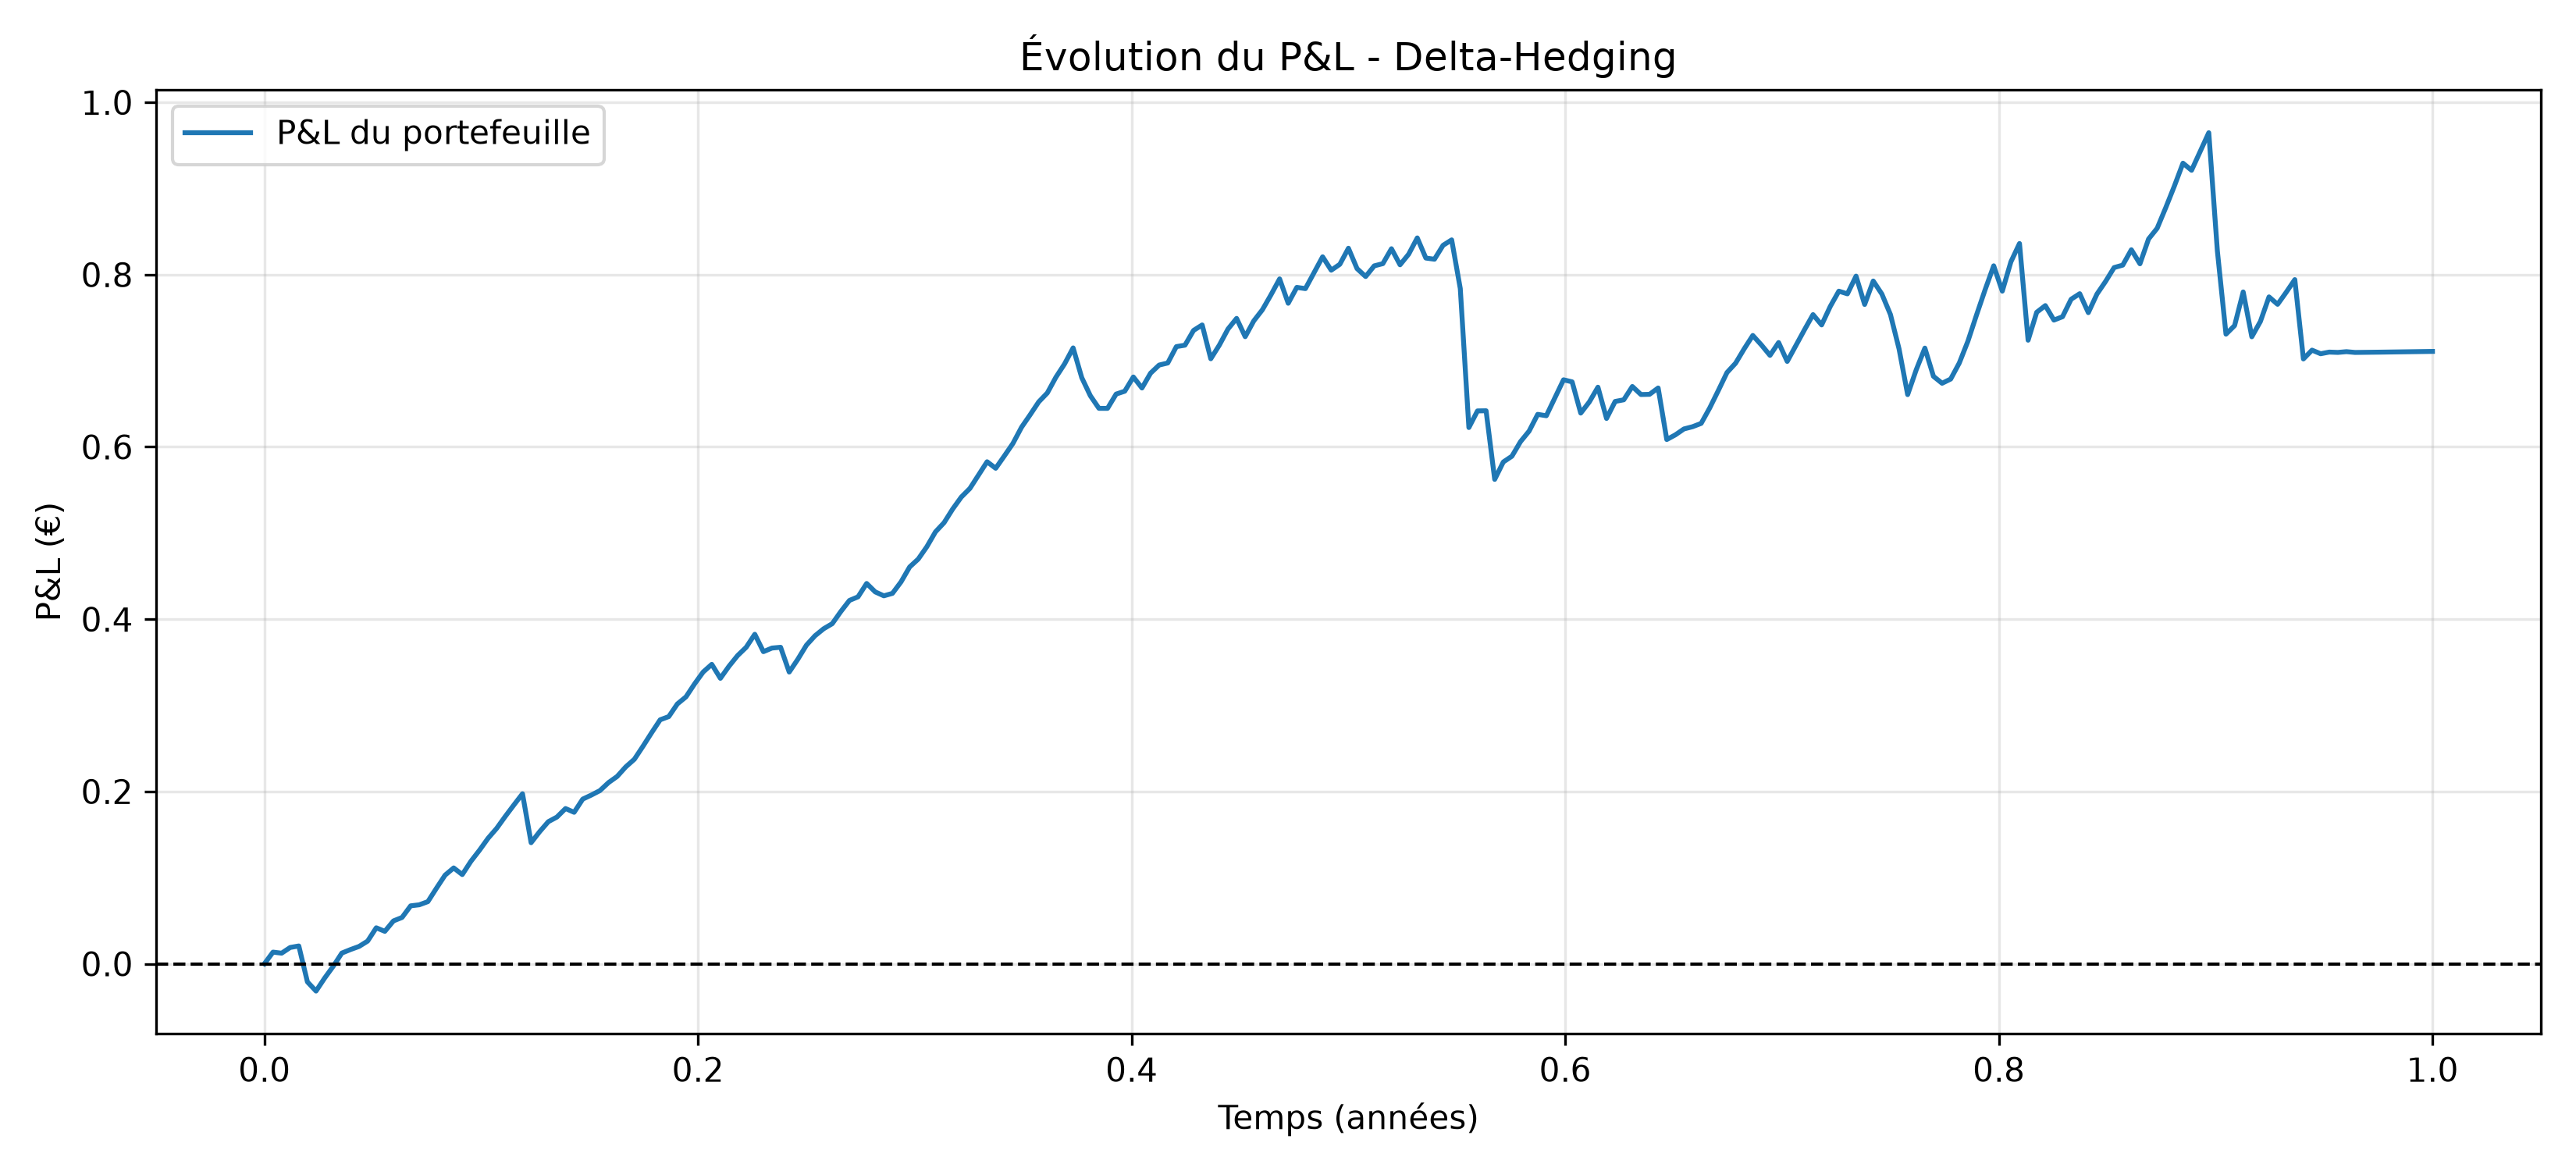 Évolution du P&L - Delta-Hedging
P&L du portefeuille
P&L (€)
1.0
0.8
0.6
0.4
0.2
0.0
0.0 0.2 0.4 0.6 0.8 1.0
Temps (années)